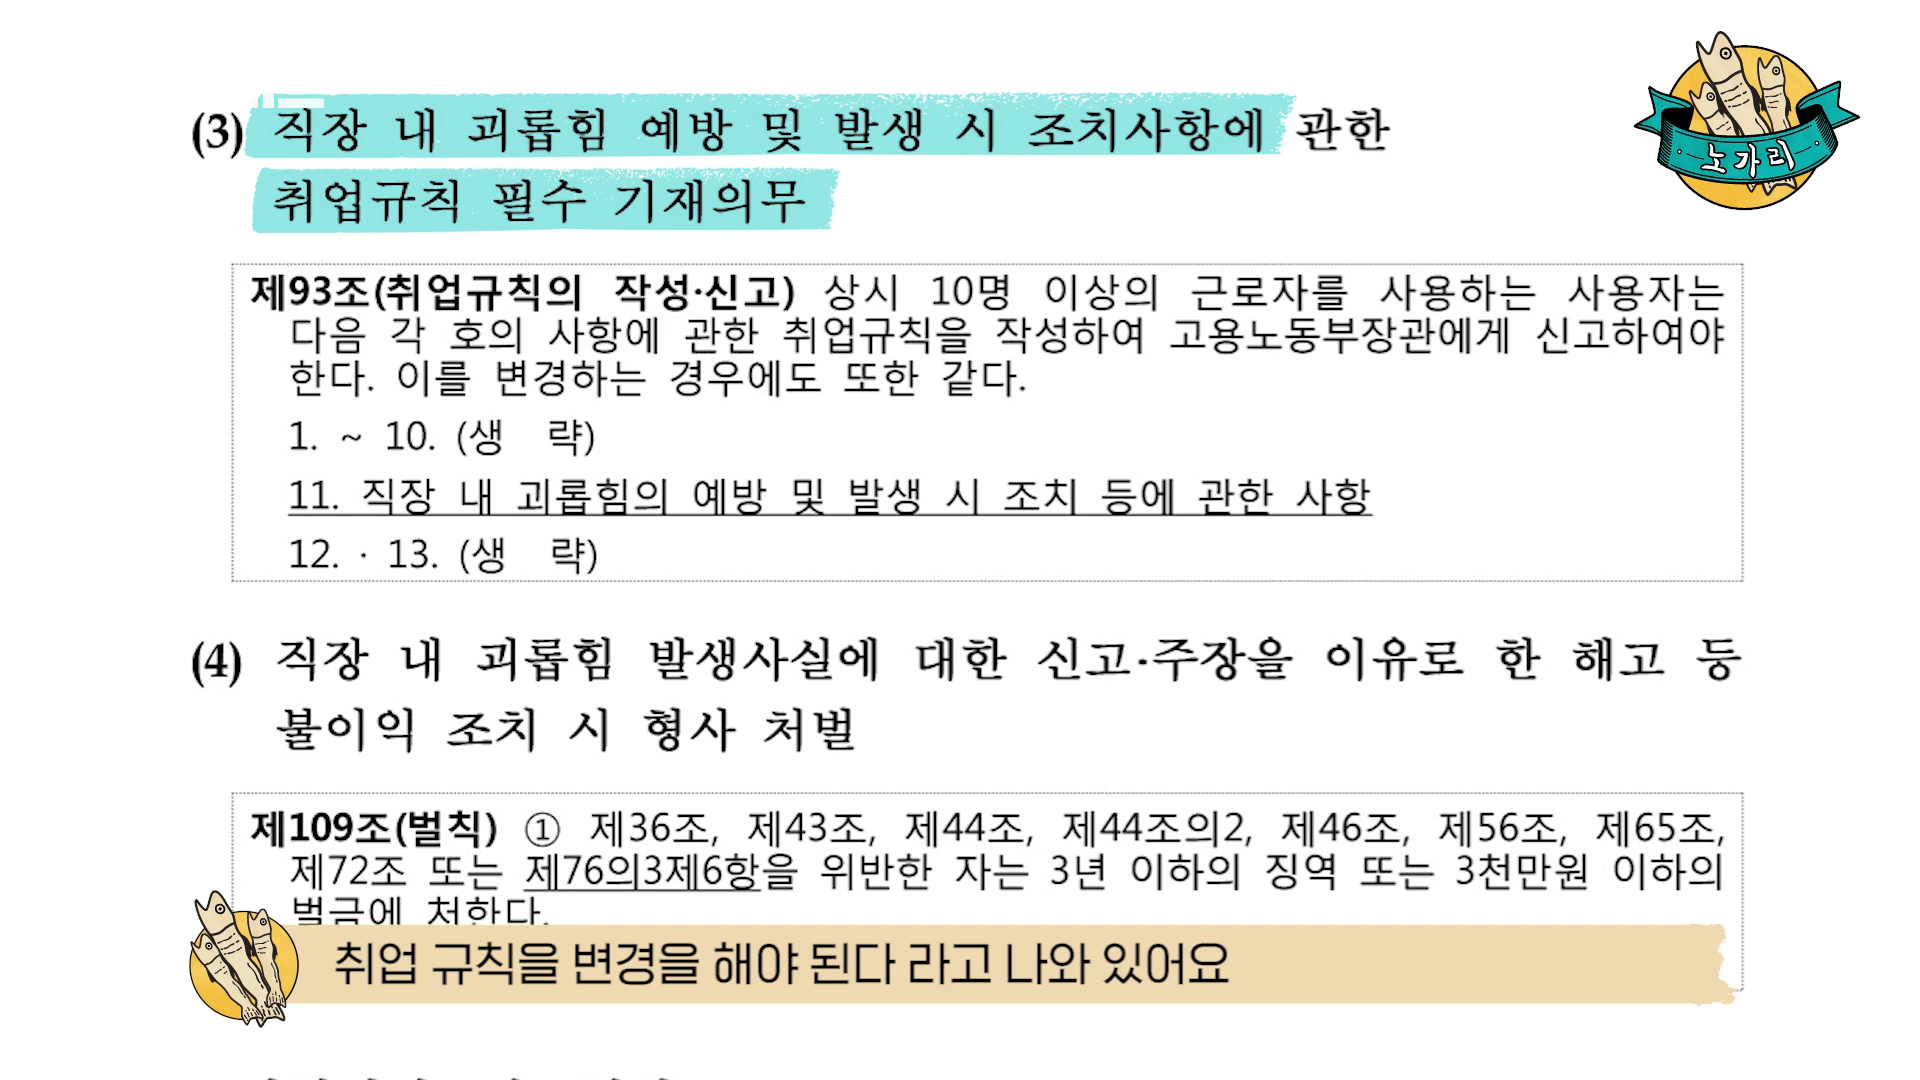 (3) 직장 내 괴롭힘 예방 및 발생 시 조치사항에 관한
취업규칙 필수 기재의무
노가리
제93조(취업규칙의 작성·신고) 상시 10명 이상의 근로자를 사용하는 사용자는
다음 각 호의 사항에 관한 취업규칙을 작성하여 고용노동부장관에게 신고하여야
한다. 이를 변경하는 경우에도 또한 같다.
1. ~ 10. (생 략)
11. 직장 내 괴롭힘의 예방 및 발생 시 조치 등에 관한 사항
12. · 13. (생 략)
(4) 직장 내 괴롭힘 발생사실에 대한 신고·주장을 이유로 한 해고 등
불이익 조치 시 형사 처벌
제109조(벌칙) ① 제36조, 제43조, 제44조, 제44조의2, 제46조, 제56조, 제65조,
제72조 또는 제76의3제6항을 위반한 자는 3년 이하의 징역 또는 3천만원 이하의
벌금에 처한다.
취업 규칙을 변경을 해야 된다 라고 나와 있어요